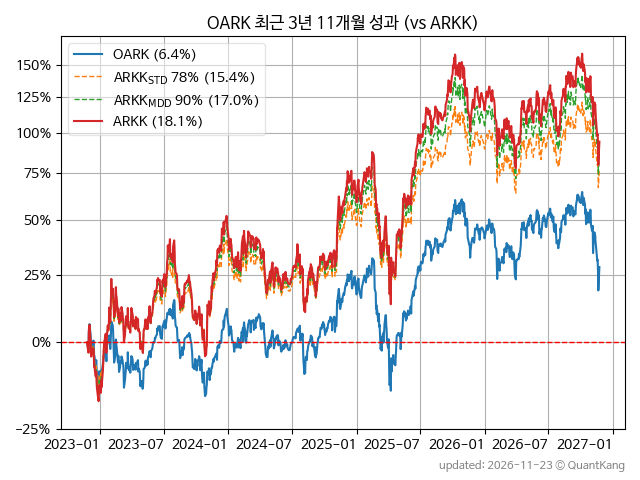 OARK 최근 3년 11개월 성과 (vs ARKK)
OARK (6.4%)
ARKKSTD 78% (15.4%)
ARKKMDD 90% (17.0%)
ARKK (18.1%)
150%
125%
100%
75%
50%
25%
0%
−25%
2023-01 2023-07 2024-01 2024-07 2025-01 2025-07 2026-01 2026-07 2027-01
updated: 2026-11-23 © QuantKang